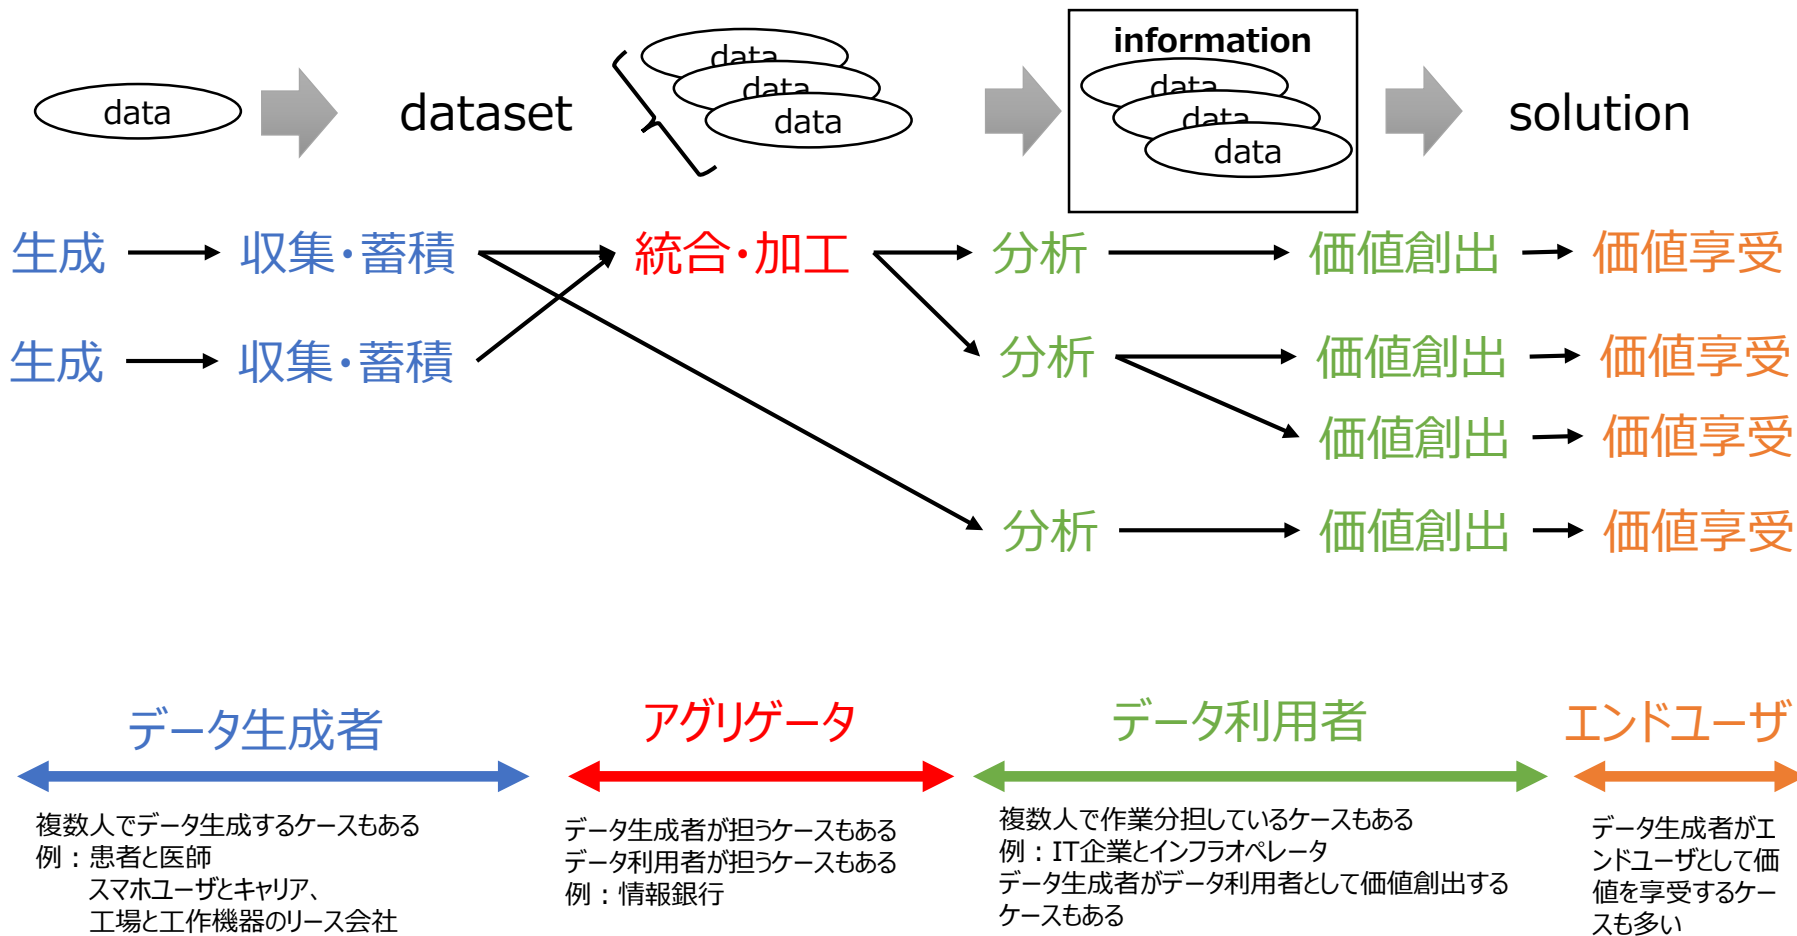 data
dataset
data
data
data
information
data
data
data
solution
生成
収集・蓄積
統合・加工
分析
価値創出
価値享受
生成
収集・蓄積
分析
価値創出
価値享受
価値創出
価値享受
分析
価値創出
価値享受
データ生成者
複数人でデータ生成するケースもある
例：患者と医師
スマホユーザとキャリア、
工場と工作機器のリース会社
アグリゲータ
データ生成者が担うケースもある
データ利用者が担うケースもある
例：情報銀行
データ利用者
複数人で作業分担しているケースもある
例：IT企業とインフラオペレータ
データ生成者がデータ利用者として価値創出する
ケースもある
エンドユーザ
データ生成者がエ
ンドユーザとして価
値を享受するケー
スも多い